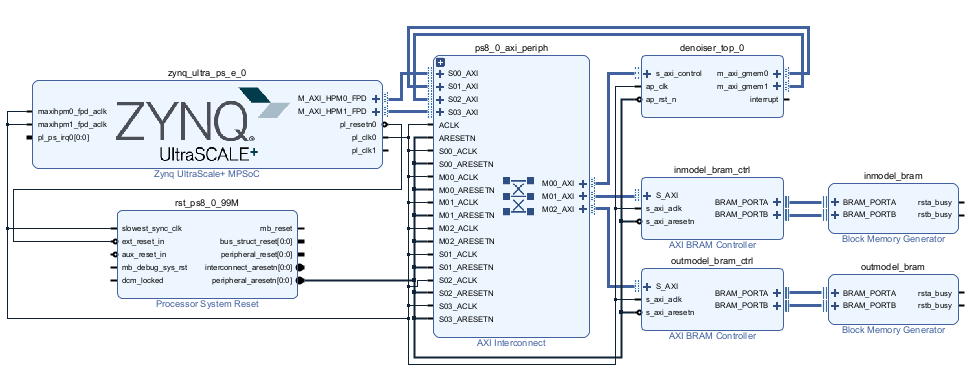 zynq_ultra_ps_e_0
maxihpm0_fpd_aclk
maxihpm1_fpd_aclk
pl_ps_irq0[0:0]
ZYNQ
UltraSCALE+
M_AXI_HPM0_FPD
M_AXI_HPM1_FPD
pl_resetn0
pl_clk0
pl_clk1
Zynq UltraScale+ MPSoC
rst_ps8_0_99M
slowest_sync_clk
ext_reset_in
aux_reset_in
mb_debug_sys_rst
dcm_locked
mb_reset
bus_struct_reset[0:0]
peripheral_reset[0:0]
interconnect_aresetn[0:0]
peripheral_aresetn[0:0]
Processor System Reset
ps8_0_axi_periph
S00_AXI
S01_AXI
S02_AXI
S03_AXI
ACLK
ARESETN
S00_ACLK
S00_ARESETN
M00_ACLK
M00_ARESETN
M01_ACLK
M01_ARESETN
M02_ACLK
M02_ARESETN
S01_ACLK
S01_ARESETN
S02_ACLK
S02_ARESETN
S03_ACLK
S03_ARESETN
M00_AXI
M01_AXI
M02_AXI
AXI Interconnect
denoiser_top_0
s_axi_control
ap_clk
ap_rst_n
m_axi_gmem0
m_axi_gmem1
interrupt
inmodel_bram_ctrl
S_AXI
s_axi_aclk
s_axi_aresetn
BRAM_PORTA
BRAM_PORTB
AXI BRAM Controller
inmodel_bram
BRAM_PORTA
BRAM_PORTB
rsta_busy
rstb_busy
Block Memory Generator
outmodel_bram_ctrl
S_AXI
s_axi_aclk
s_axi_aresetn
BRAM_PORTA
BRAM_PORTB
AXI BRAM Controller
outmodel_bram
BRAM_PORTA
BRAM_PORTB
rsta_busy
rstb_busy
Block Memory Generator